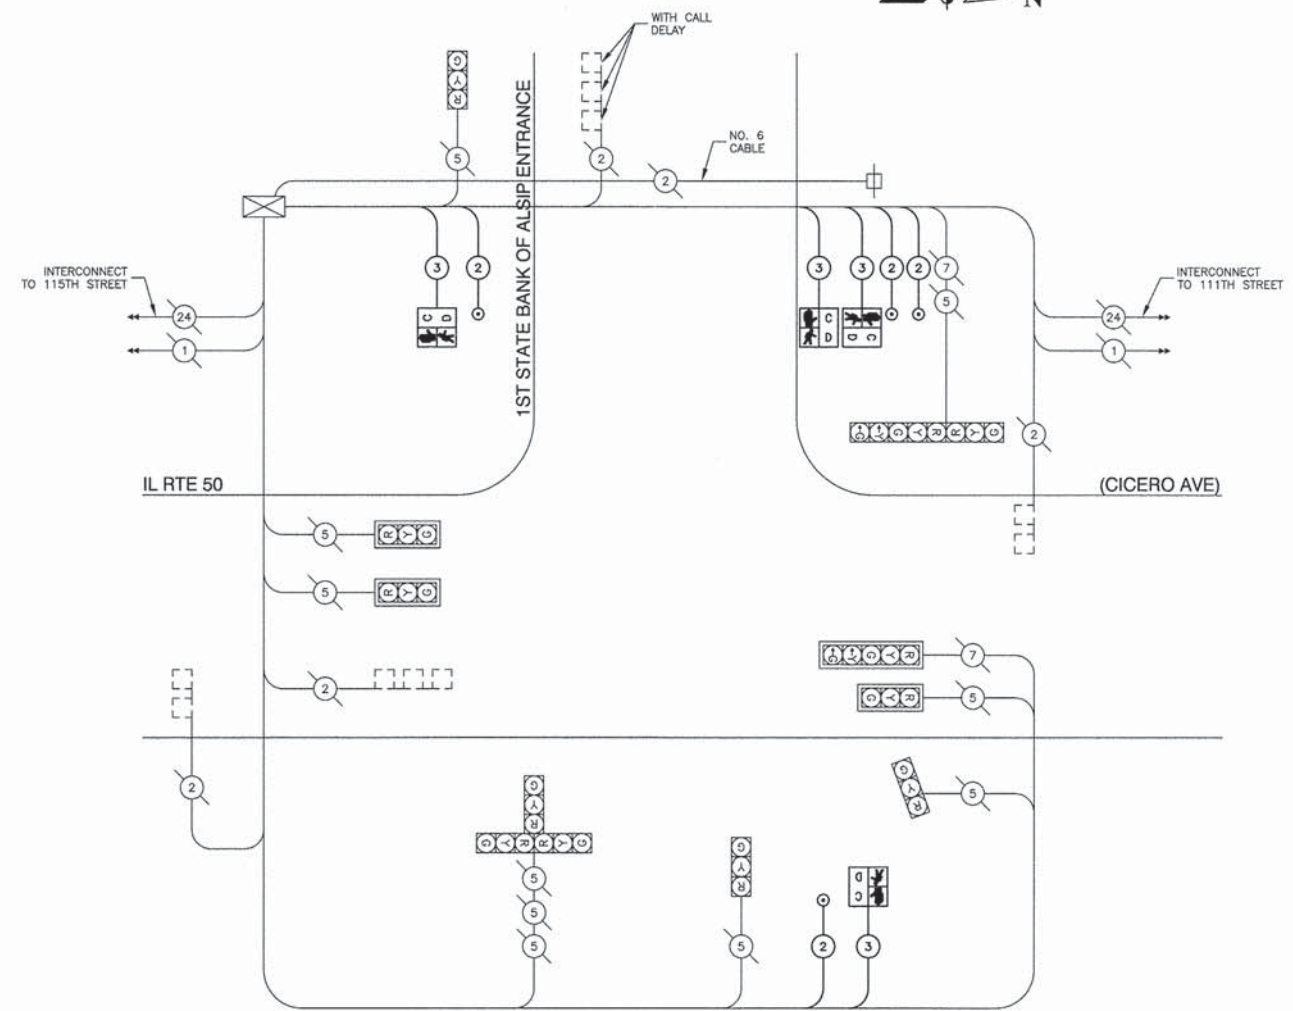 N
WITH CALL
DELAY
G
Y
R
5
2
NO. 6
CABLE
2
1ST STATE BANK OF ALSIP ENTRANCE
3
2
3
3
2
2
7
5
C D
C
D
D C
INTERCONNECT
TO 115TH STREET
24
1
INTERCONNECT
TO 111TH STREET
24
1
G Y G Y R R Y G
2
IL RTE 50
(CICERO AVE)
5
R Y G
5
R Y G
2
G Y G Y R
7
G Y R
5
2
G
Y
R
5
G
Y
R
G Y R R Y G
5
5
5
G
Y
R
5
2
D
C
3